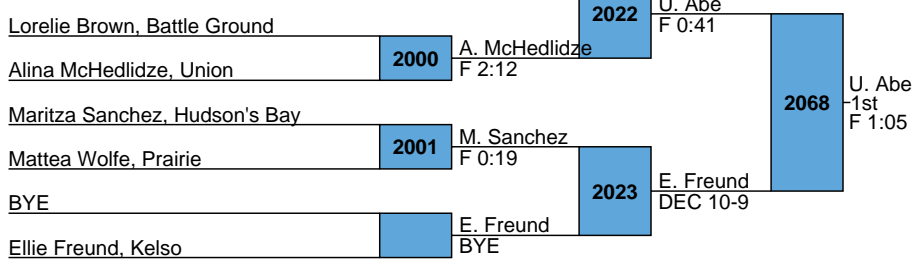 U. Abe
2022
F 0:41
Lorelie Brown, Battle Ground
2000
A. McHedlidze
F 2:12
Alina McHedlidze, Union
2068
U. Abe
1st
F 1:05
Maritza Sanchez, Hudson's Bay
2001
M. Sanchez
F 0:19
Mattea Wolfe, Prairie
2023
E. Freund
DEC 10-9
BYE
E. Freund
BYE
Ellie Freund, Kelso